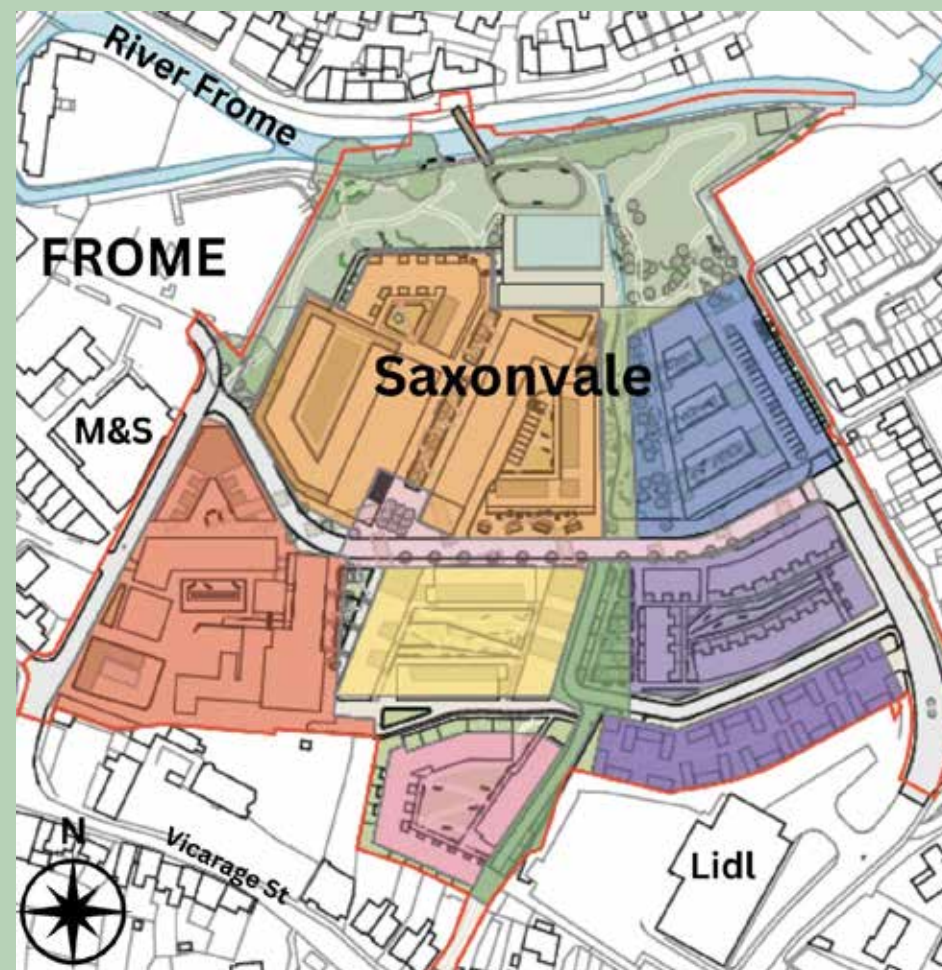 River Frome
FROME
Saxonvale
M&S
Vicarage St
Lidl
N